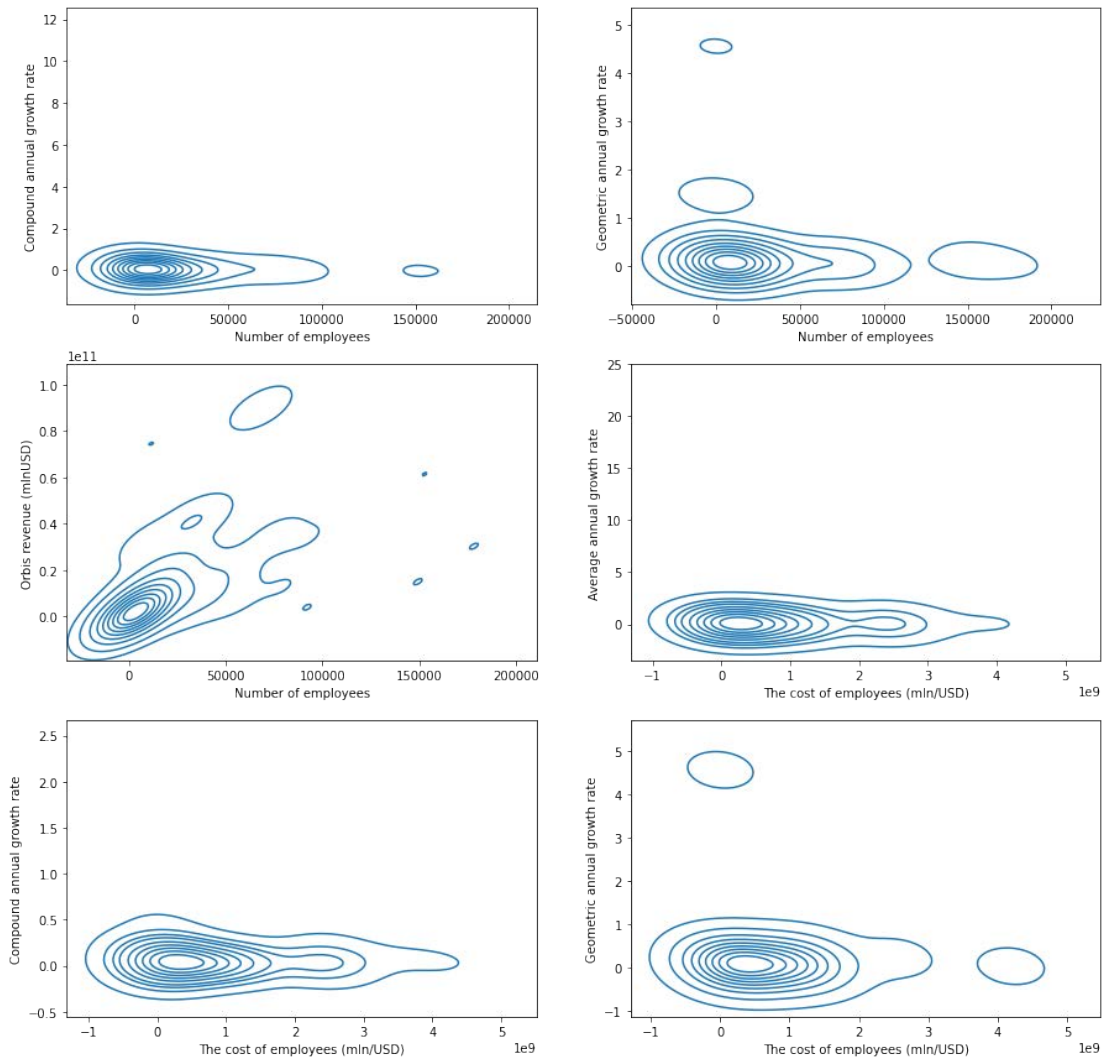 12
10
8
6
4
2
0
Compound annual growth rate
0 50000 100000 150000 200000
Number of employees
5
4
3
2
1
0
Geometric annual growth rate
−50000 0 50000 100000 150000 200000
Number of employees
1e11
1.0
0.8
0.6
0.4
0.2
0.0
Orbis revenue (mlnUSD)
0 50000 100000 150000 200000
Number of employees
25
20
15
10
5
0
Average annual growth rate
−1 0 1 2 3 4 5
1e9
The cost of employees (mln/USD)
2.5
2.0
1.5
1.0
0.5
0.0
−0.5
Compound annual growth rate
−1 0 1 2 3 4 5
1e9
The cost of employees (mln/USD)
5
4
3
2
1
0
−1
Geometric annual growth rate
−1 0 1 2 3 4 5
1e9
The cost of employees (mln/USD)